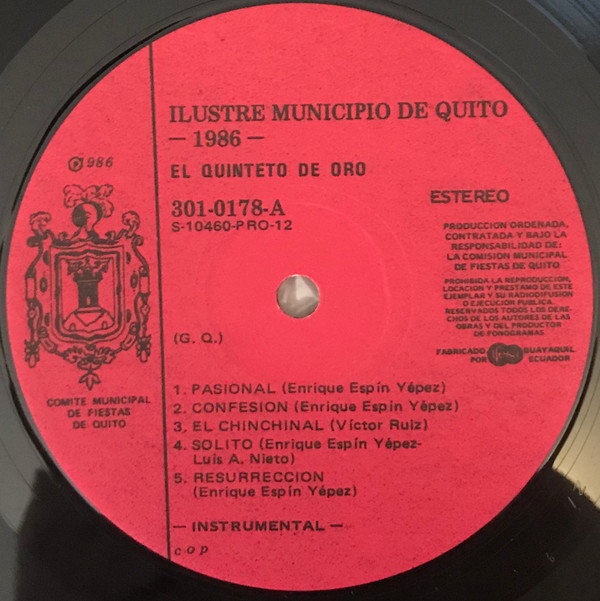 ILUSTRE MUNICIPIO DE QUITO
— 1986 —
℗986
EL QUINTETO DE ORO
301-0178-A
S-10460-PRO-12
ESTEREO
PRODUCCION ORDENADA,
CONTRATADA Y BAJO LA
RESPONSABILIDAD DE:
LA COMISION MUNICIPAL
DE FIESTAS DE QUITO
PROHIBIDA LA REPRODUCCION,
LOCACION Y PRESTAMO DE ESTE
EJEMPLAR Y SU RADIODIFUSION
O EJECUCION PUBLICA.
RESERVADOS TODOS LOS DERE-
CHOS DE LOS AUTORES DE LAS
OBRAS Y DEL PRODUCTOR
DE FONOGRAMAS
FABRICADO POR
GUAYAQUIL ECUADOR
(G. Q.)
COMITE MUNICIPAL
DE FIESTAS
DE QUITO
1. PASIONAL (Enrique Espín Yépez)
2. CONFESION (Enrique Espín Yépez)
3. EL CHINCHINAL (Víctor Ruiz)
4. SOLITO (Enrique Espín Yépez-
Luis A. Nieto)
5. RESURRECCION
(Enrique Espín Yépez)
— INSTRUMENTAL —
cop